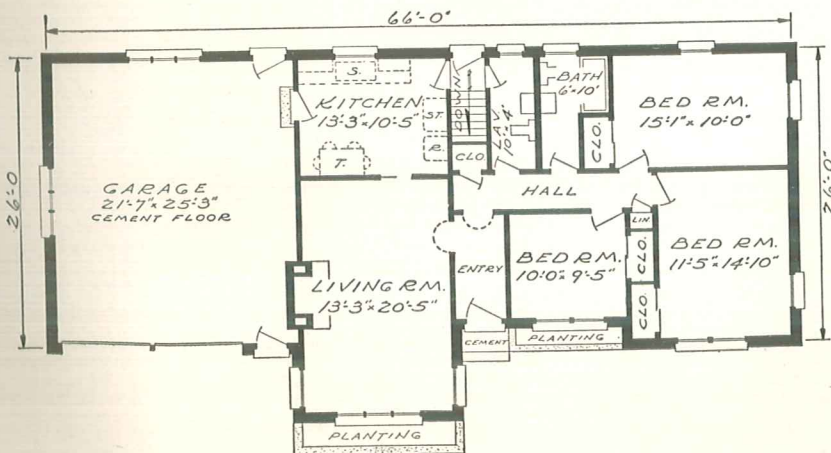 66'-0"
26'-0
GARAGE
21'-7" x 25'-3"
CEMENT FLOOR
S.
KITCHEN
13'-3" x 10'-5"
T.
ST.
R.
DOWN
CLO.
LAV.
10' x 4'
BATH
6' x 10'
CLO.
BED RM.
15'-1" x 10'-0"
26'-0"
HALL
LIVING RM.
13'-3" x 20'-5"
ENTRY
BED RM.
10'-0" x 9'-5"
LIN
CLO.
CLO.
BED RM.
11'-5" x 14'-10"
CEMENT
PLANTING
PLANTING